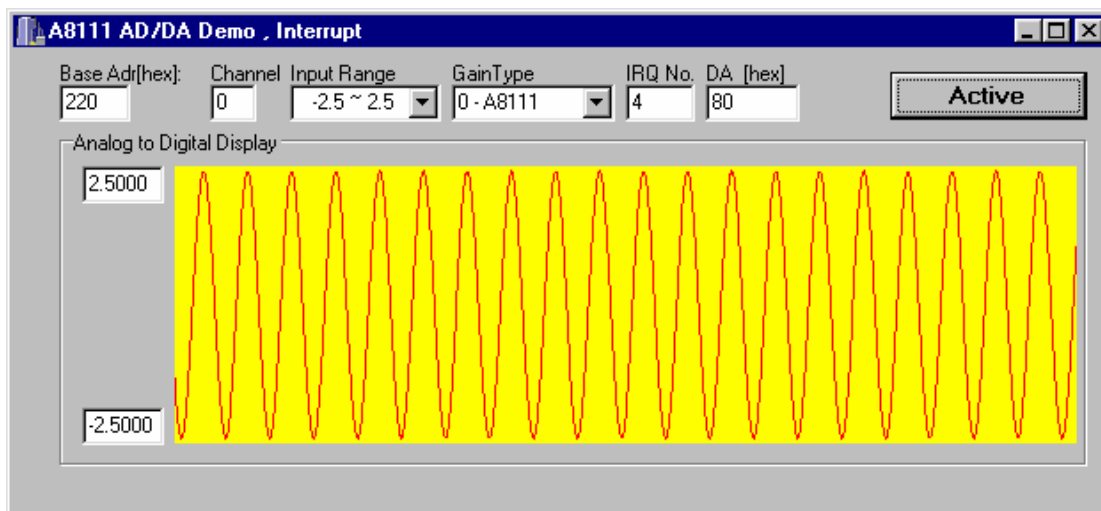 A8111 AD/DA Demo , Interrupt
Base Adr[hex]: Channel Input Range GainType IRQ No. DA [hex]
220 0 -2.5 ~ 2.5 0 - A8111 4 80
Active
Analog to Digital Display
2.5000
-2.5000